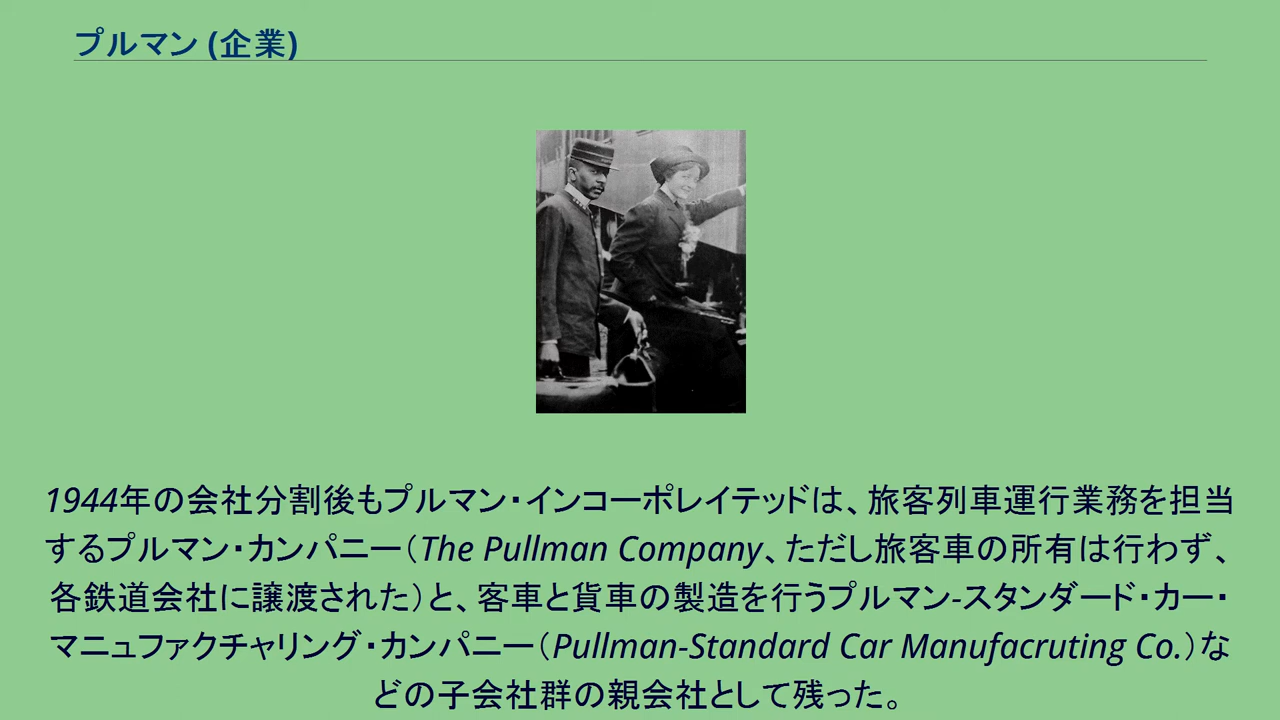 プルマン (企業)
1944年の会社分割後もプルマン・インコーポレイテッドは、旅客列車運行業務を担当
するプルマン・カンパニー（The Pullman Company、ただし旅客車の所有は行わず、
各鉄道会社に譲渡された）と、客車と貨車の製造を行うプルマン-スタンダード・カー・
マニュファクチャリング・カンパニー（Pullman-Standard Car Manufacruting Co.）な
どの子会社群の親会社として残った。